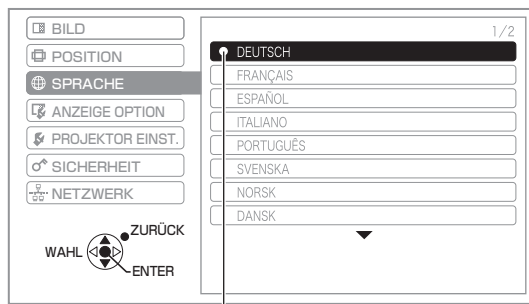 BILD
POSITION
SPRACHE
ANZEIGE OPTION
PROJEKTOR EINST.
SICHERHEIT
NETZWERK
ZURÜCK
WAHL
ENTER
1/2
DEUTSCH
FRANÇAIS
ESPAÑOL
ITALIANO
PORTUGUÊS
SVENSKA
NORSK
DANSK